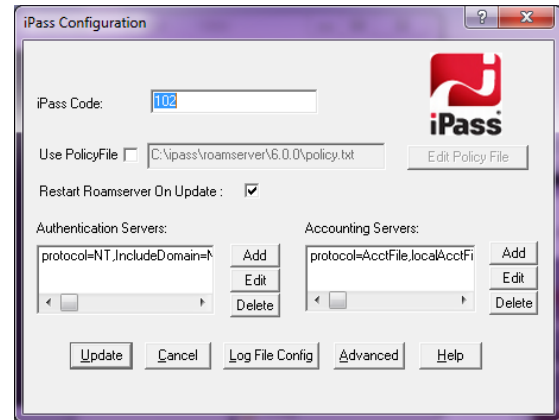 iPass Configuration
iPass Code:
102
iPass
Use PolicyFile
C:\ipass\roamserver\6.0.0\policy.txt
Edit Policy File
Restart Roamserver On Update :
Authentication Servers:
Accounting Servers:
protocol=NT,IncludeDomain=N
Add
Edit
Delete
protocol=AcctFile,localAcctFi
Add
Edit
Delete
Update
Cancel
Log File Config
Advanced
Help